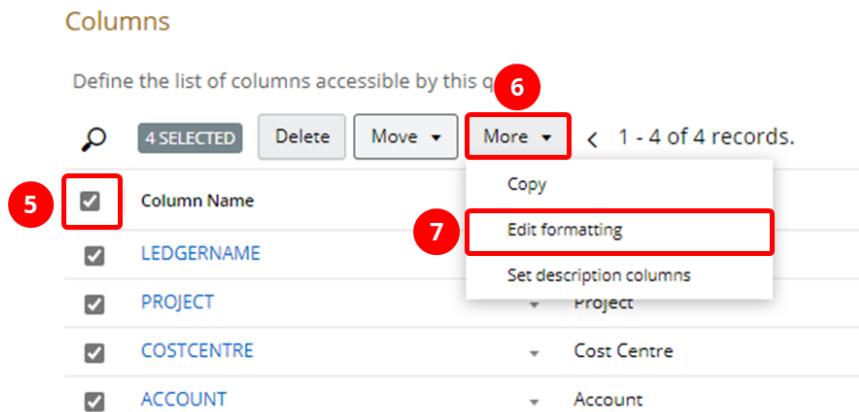 Columns
Define the list of columns accessible by this q
6
4 SELECTED Delete Move More 1 - 4 of 4 records.
Copy
5 Column Name
7 Edit formatting
LEDGERNAME
Set description columns
PROJECT Project
COSTCENTRE Cost Centre
ACCOUNT Account